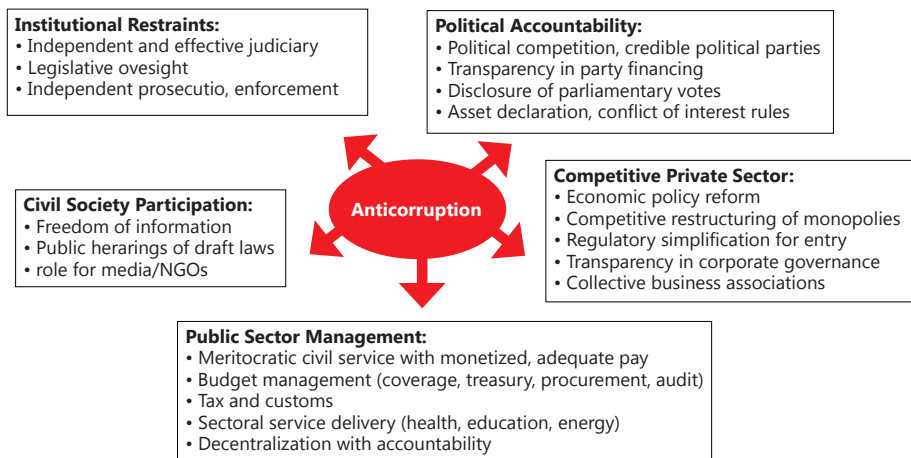 Institutional Restraints:
• Independent and effective judiciary
• Legislative ovesight
• Independent prosecutio, enforcement
Political Accountability:
• Political competition, credible political parties
• Transparency in party financing
• Disclosure of parliamentary votes
• Asset declaration, conflict of interest rules
Civil Society Participation:
• Freedom of information
• Public herarings of draft laws
• role for media/NGOs
Anticorruption
Competitive Private Sector:
• Economic policy reform
• Competitive restructuring of monopolies
• Regulatory simplification for entry
• Transparency in corporate governance
• Collective business associations
Public Sector Management:
• Meritocratic civil service with monetized, adequate pay
• Budget management (coverage, treasury, procurement, audit)
• Tax and customs
• Sectoral service delivery (health, education, energy)
• Decentralization with accountability